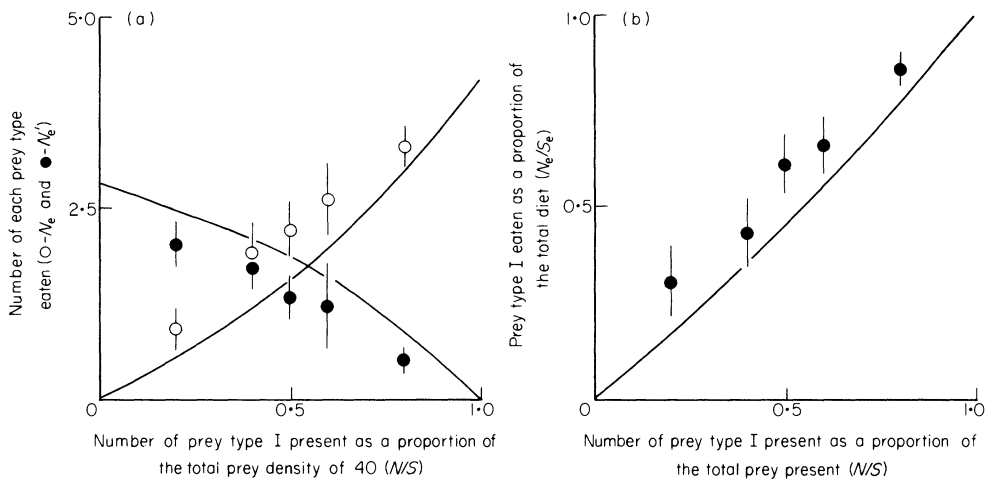 5·0
(a)
2·5
0
0·5
1·0
Number of each prey type
eaten (○-Ne and ●-Ne′)
Number of prey type I present as a proportion of
the total prey density of 40 (N/S)
1·0
(b)
0·5
0
0·5
1·0
Prey type I eaten as a proportion of
the total diet (Ne/Se)
Number of prey type I present as a proportion of
the total prey present (N/S)